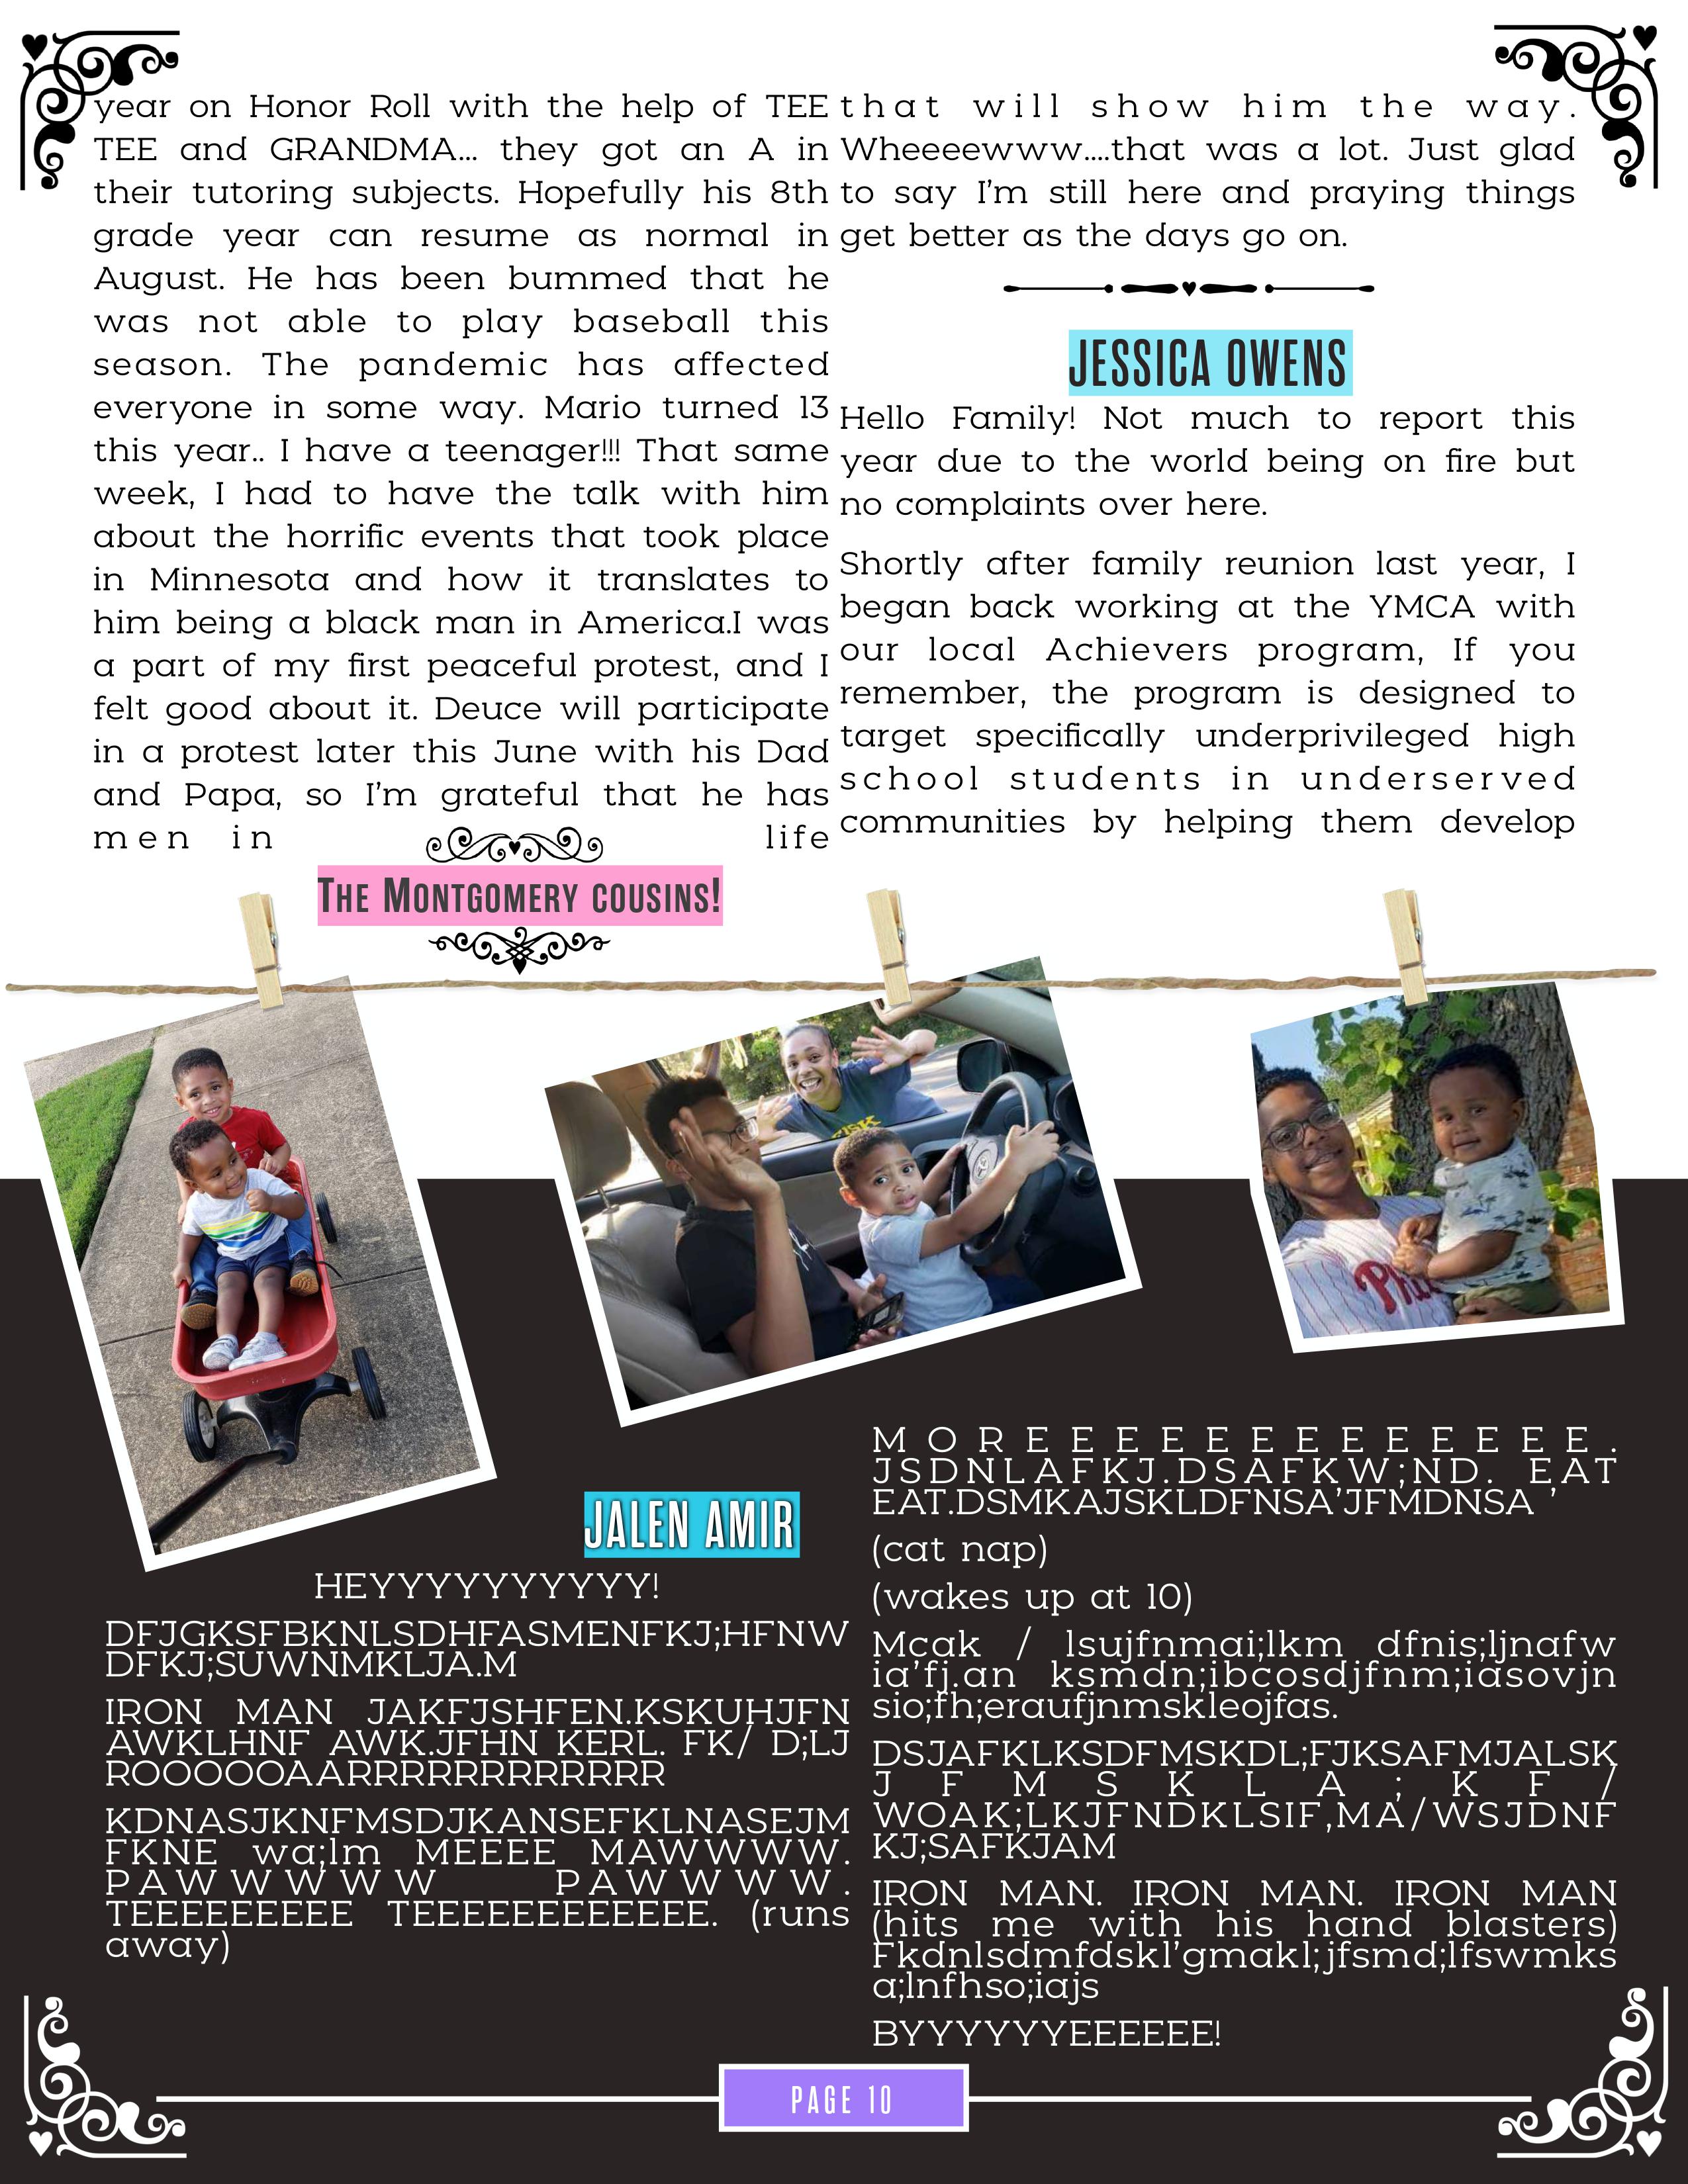 year on Honor Roll with the help of TEE
TEE and GRANDMA... they got an A in
their tutoring subjects. Hopefully his 8th
grade year can resume as normal in
August. He has been bummed that he
was not able to play baseball this
season. The pandemic has affected
everyone in some way. Mario turned 13
this year.. I have a teenager!!! That same
week, I had to have the talk with him
about the horrific events that took place
in Minnesota and how it translates to
him being a black man in America.I was
a part of my first peaceful protest, and I
felt good about it. Deuce will participate
in a protest later this June with his Dad
and Papa, so I'm grateful that he has
men in life
that will show him the way.
Wheeeewww....that was a lot. Just glad
to say I'm still here and praying things
get better as the days go on.
JESSICA OWENS
Hello Family! Not much to report this
year due to the world being on fire but
no complaints over here.
Shortly after family reunion last year, I
began back working at the YMCA with
our local Achievers program, If you
remember, the program is designed to
target specifically underprivileged high
school students in underserved
communities by helping them develop
The Montgomery cousins!
JALEN AMIR
HEYYYYYYYYYY!
DFJGKSFBKNLSDHFASMENFKJ;HFNW
DFKJ;SUWNMKLJA.M
IRON MAN JAKFJSHFEN.KSKUHJFN
AWKLHNF AWK.JFHN KERL. FK/ D;LJ
ROOOOOAARRRRRRRRRRRR
KDNASJKNFMSDJKANSEFKLNASEJM
FKNE wa;lm MEEEE MAWWWW.
PAWWWWW PAWWWW.
TEEEEEEEEE TEEEEEEEEEEEE. (runs
away)
MOREEEEEEEEEEEEE.
JSDNLAFKJ.DSAFKW;ND. EAT
EAT.DSMKAJSKLDFNSA'JFMDNSA '
(cat nap)
(wakes up at 10)
Mcak / lsujfnmai;lkm dfnis;ljnafw
ia'fj.an ksmdn;ibcosdjfnm;iasovjn
sio;fh;eraufjnmskleojfas.
DSJAFKLKSDFMSKDL;FJKSAFMJALSK
JFMSKLA;KF/
WOAK;LKJFNDKLSIF,MA/WSJDNF
KJ;SAFKJAM
IRON MAN. IRON MAN. IRON MAN
(hits me with his hand blasters)
Fkdnlsdmfdskl'gmakl;jfsmd;lfswmks
a;lnfhso;iajs
BYYYYYYEEEEEE!
PAGE 10